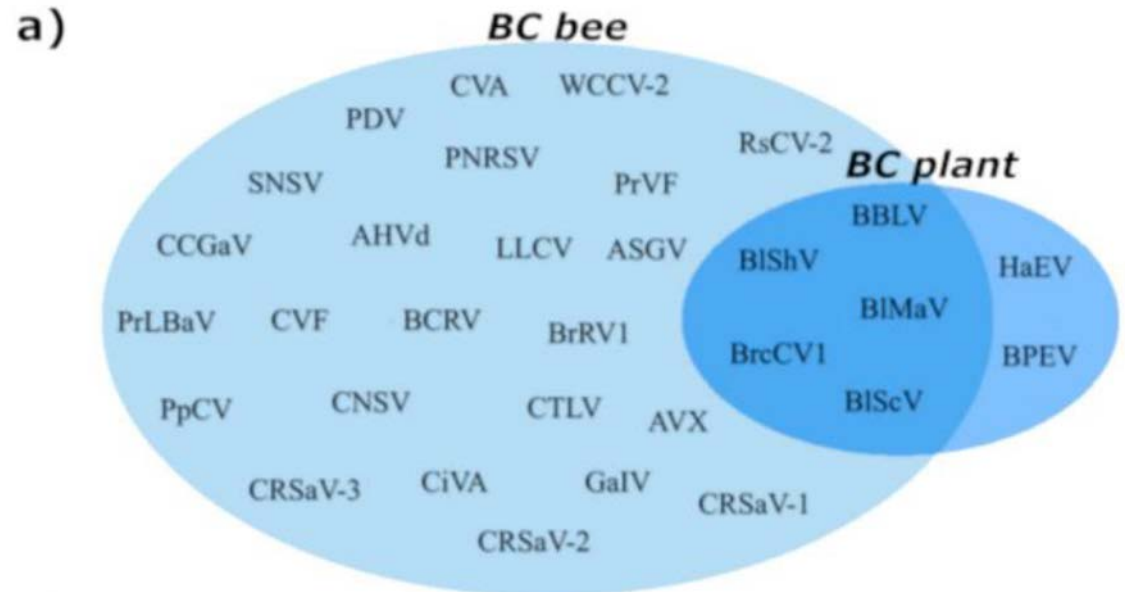 a)
BC bee
CVA WCCV-2
PDV
RsCV-2
PNRSV
BC plant
SNSV
PrVF
BBLV
CCGaV
AHVd
LLCV
ASGV
BlShV
HaEV
BlMaV
PrLBaV
CVF
BCRV
BrRV1
BrcCV1
BPEV
PpCV
CNSV
CTLV
AVX
BlScV
CRSaV-3
CiVA
GaIV
CRSaV-1
CRSaV-2